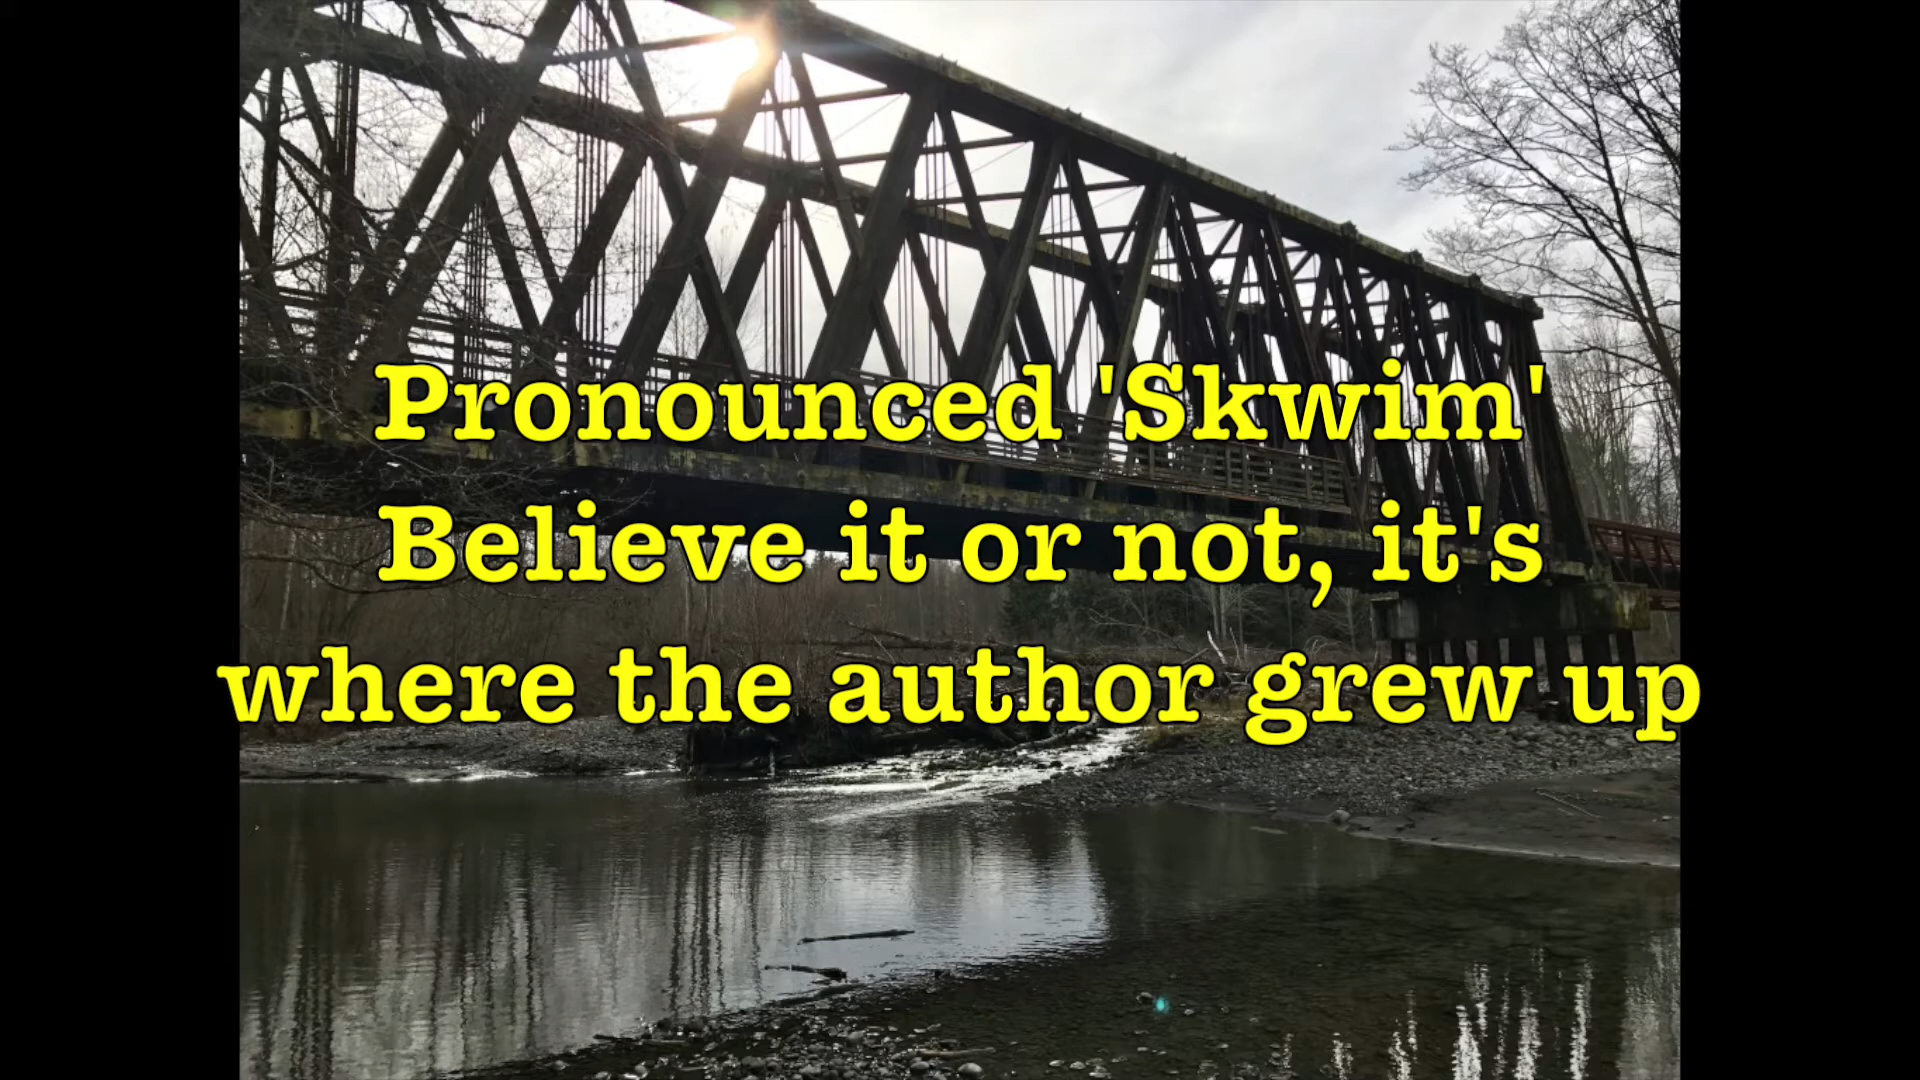 Pronounced 'Skwim'
Believe it or not, it's
where the author grew up